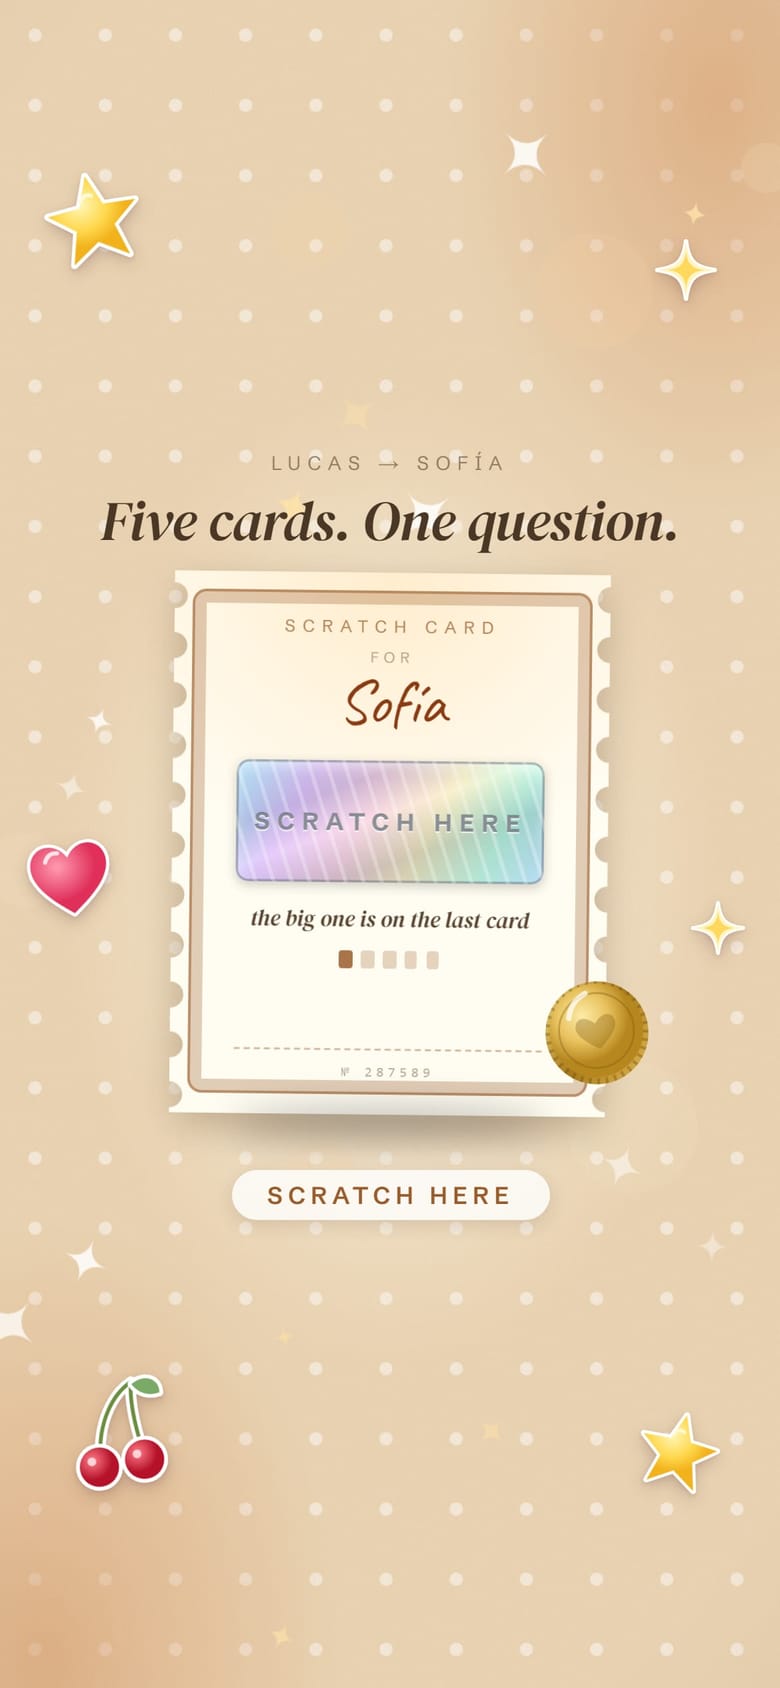 LUCAS → SOFÍA
Five cards. One question.
SCRATCH CARD
FOR
Sofía
SCRATCH HERE
the big one is on the last card
№ 287589
SCRATCH HERE